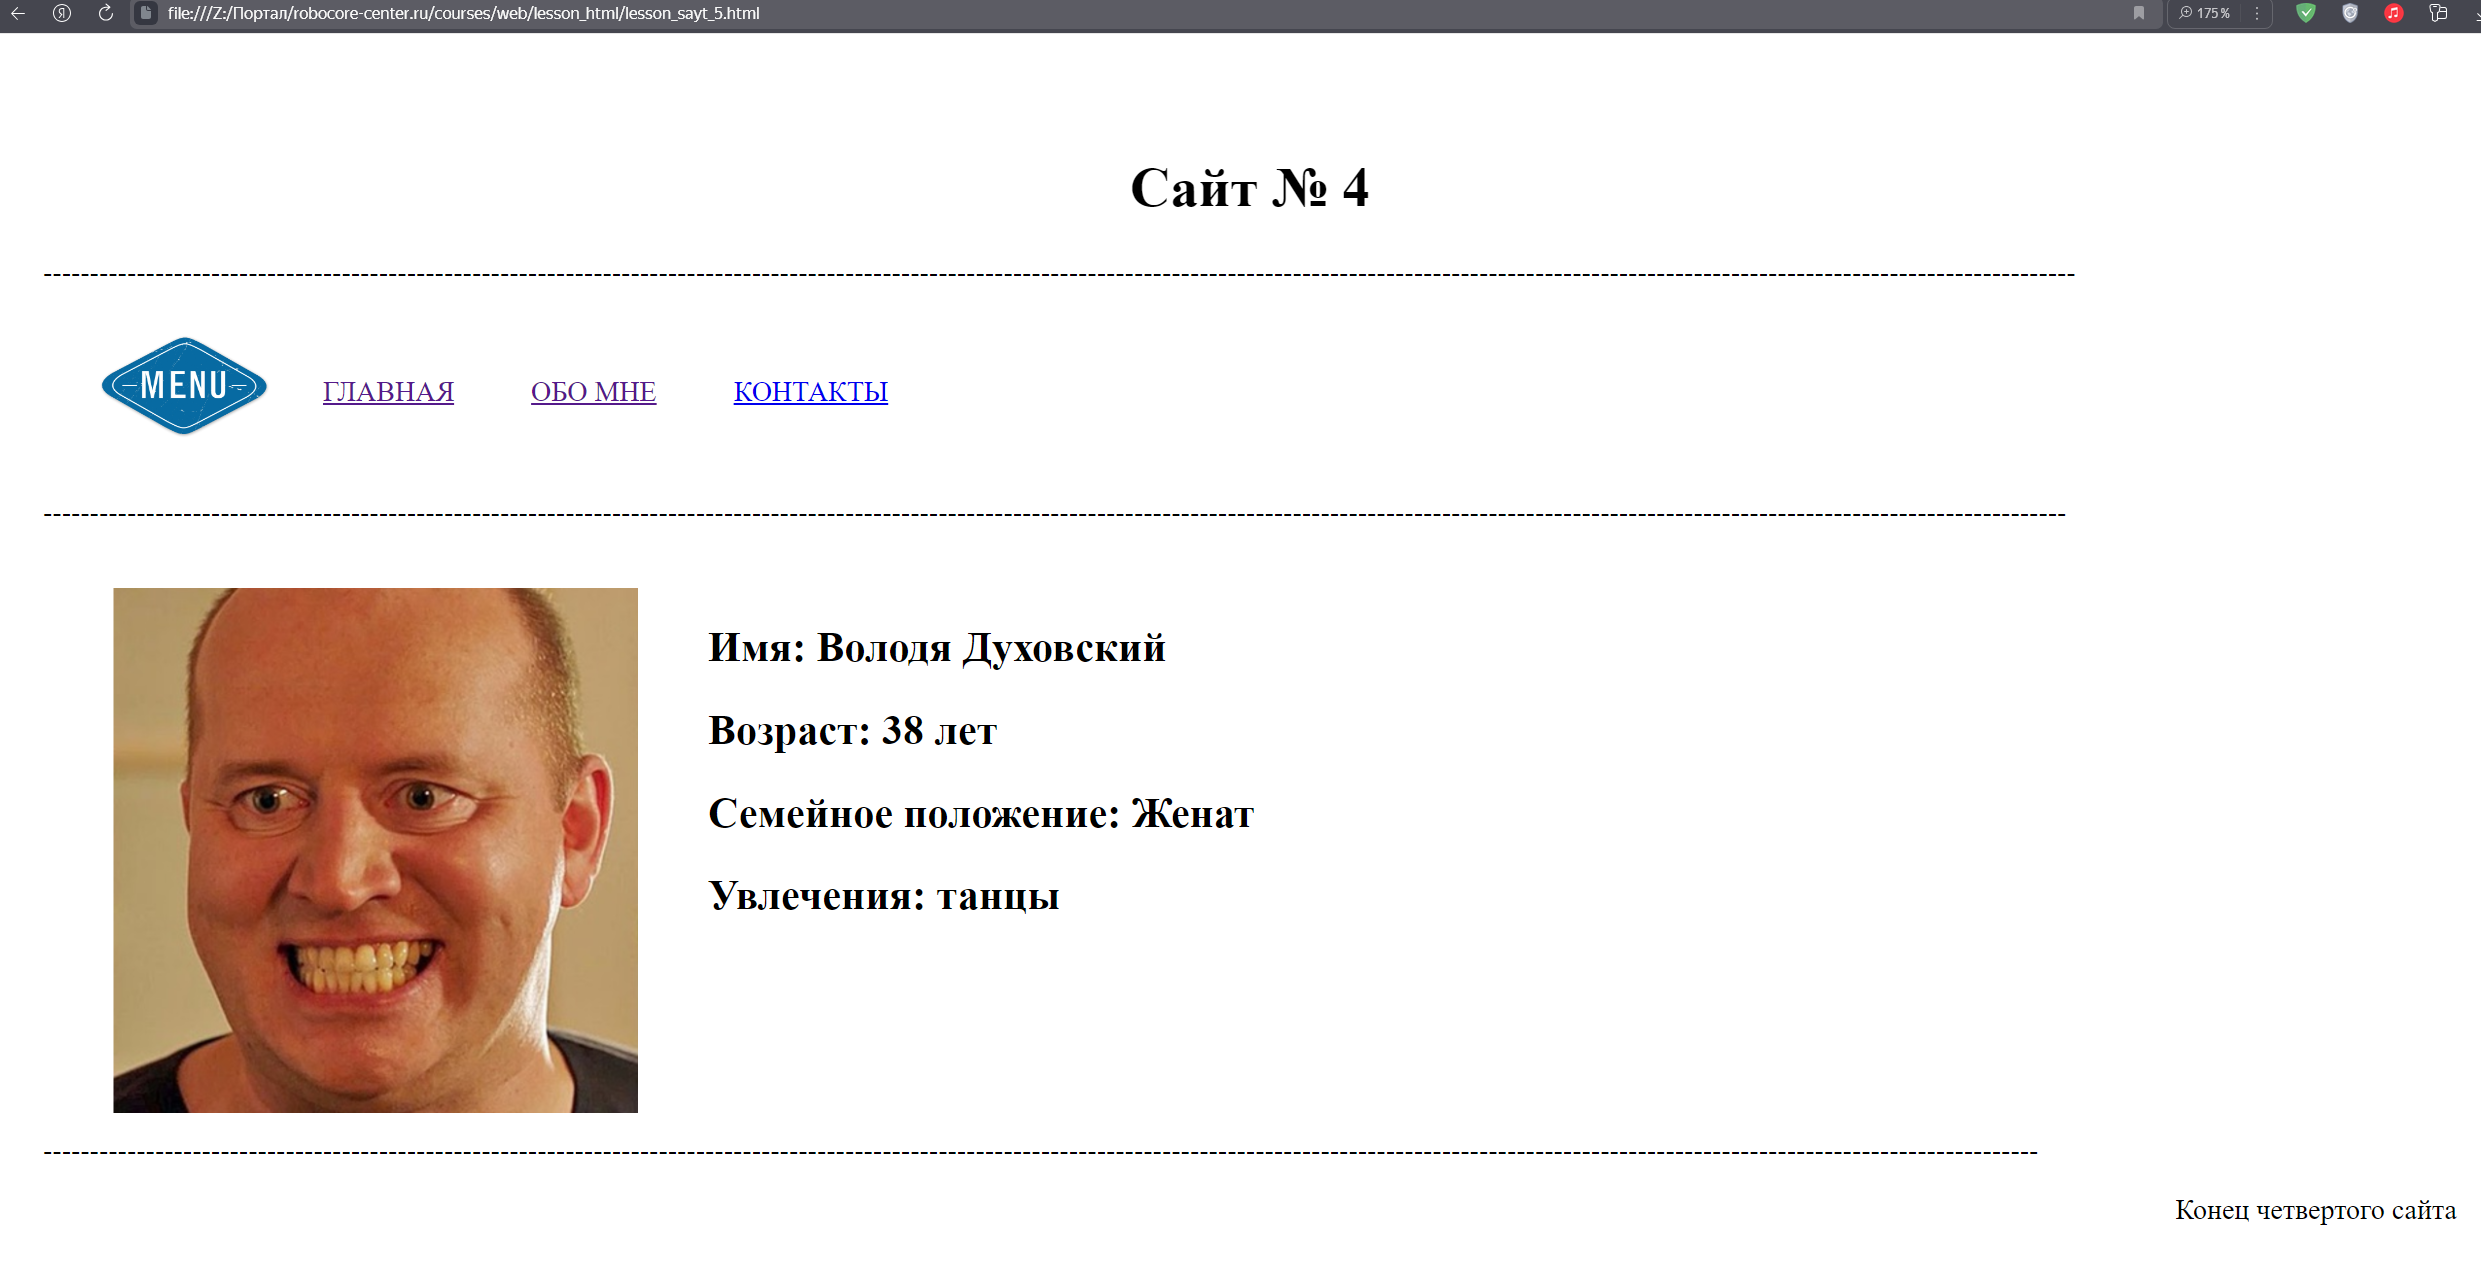 file:///Z:/Портал/robocore-center.ru/courses/web/lesson_html/lesson_sayt_5.html 175%
Сайт № 4
MENU ГЛАВНАЯ ОБО МНЕ КОНТАКТЫ
Имя: Володя Духовский
Возраст: 38 лет
Семейное положение: Женат
Увлечения: танцы
Конец четвертого сайта